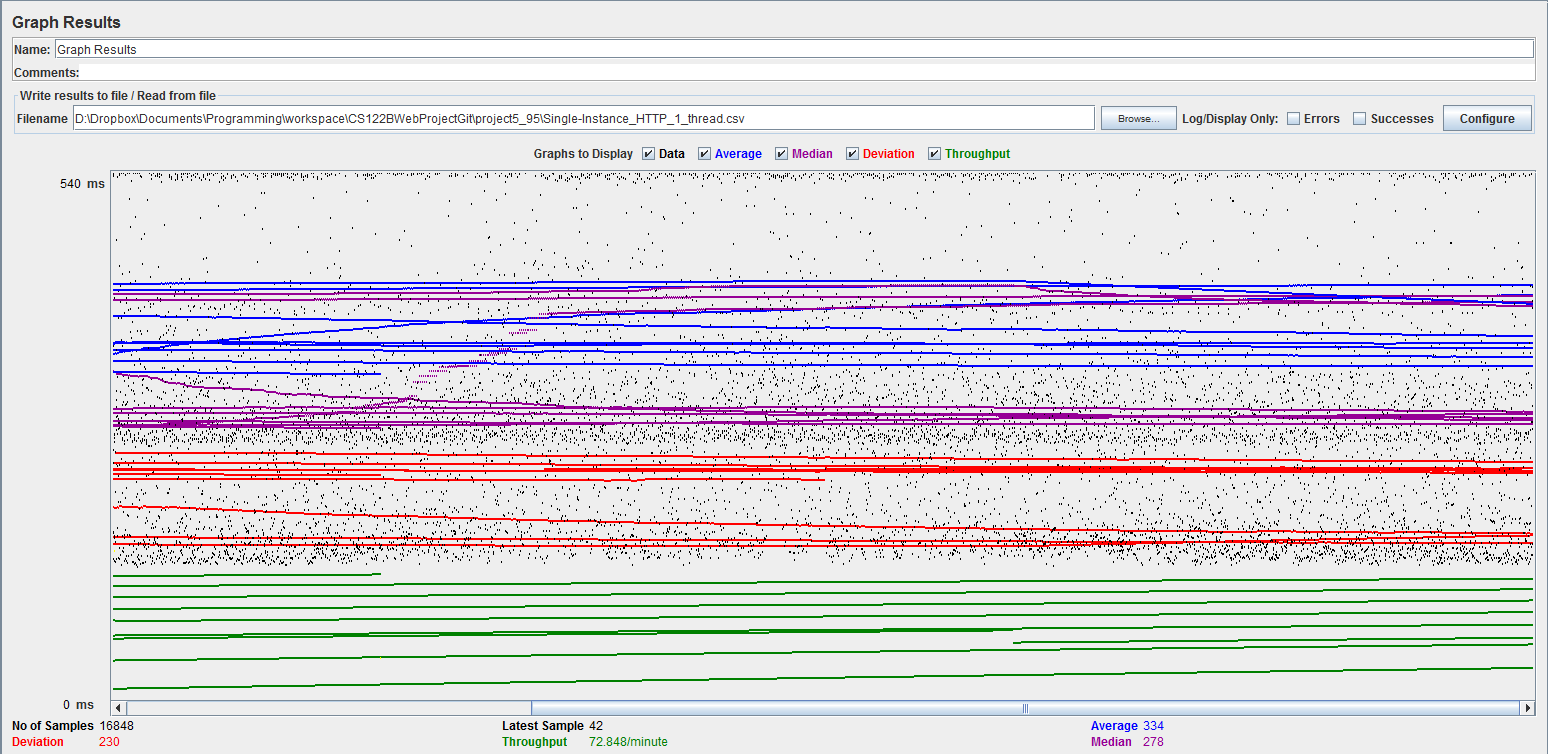 Graph Results
Name: Graph Results
Comments:
Write results to file / Read from file
Filename D:\Dropbox\Documents\Programming\workspace\CS122BWebProjectGit\project5_95\Single-Instance_HTTP_1_thread.csv Browse... Log/Display Only: Errors Successes Configure
Graphs to Display Data Average Median Deviation Throughput
540 ms
0 ms
No of Samples 16848 Latest Sample 42 Average 334
Deviation 230 Throughput 72.848/minute Median 278